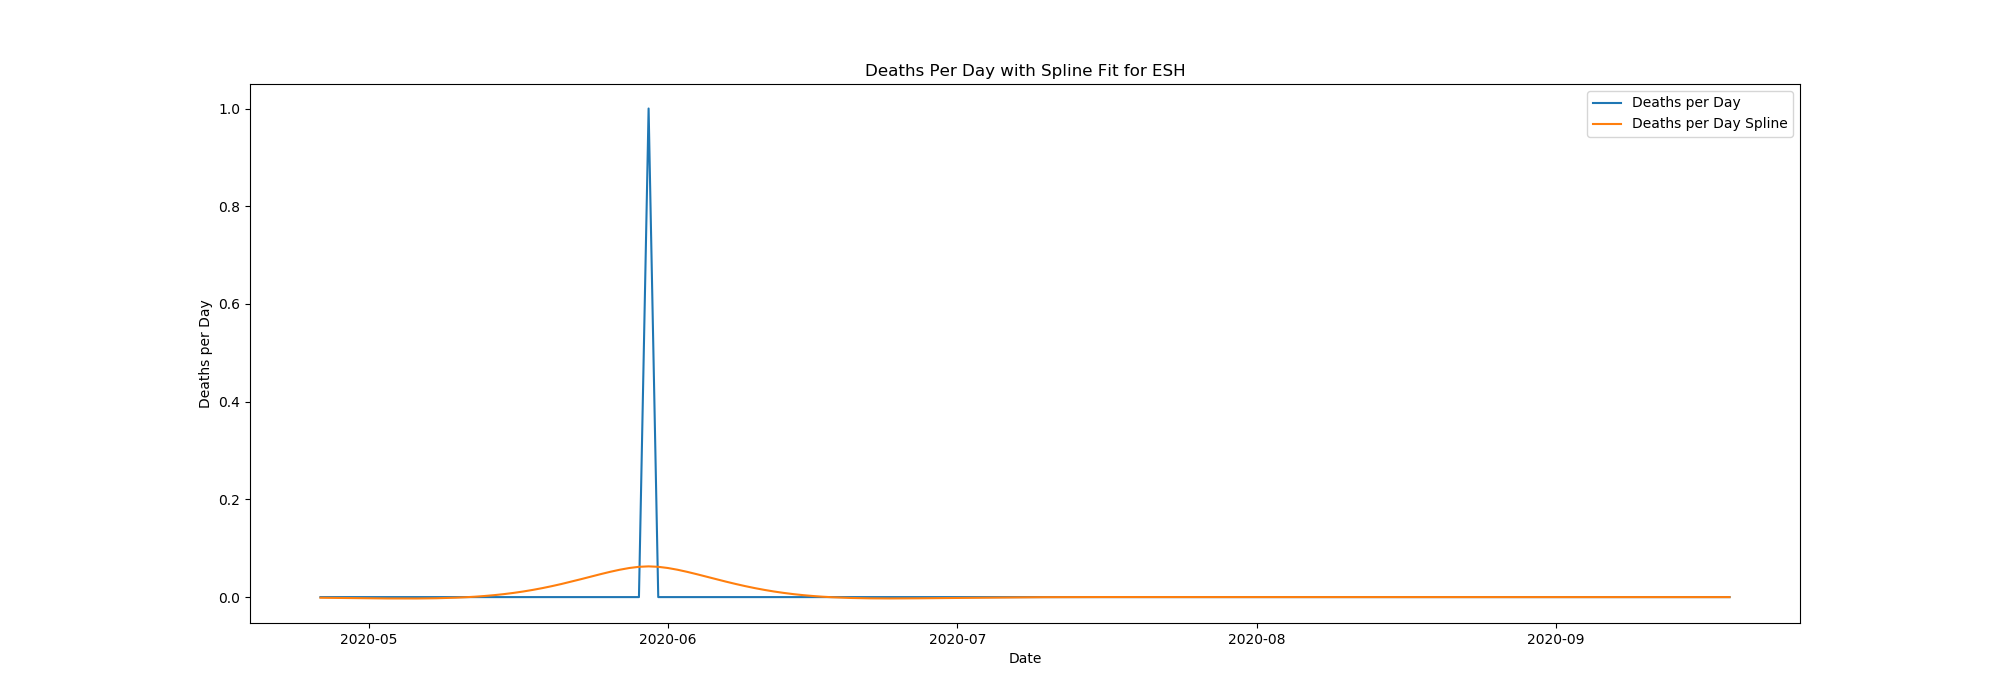 Deaths Per Day with Spline Fit for ESH
Deaths per Day
Deaths per Day Spline
Deaths per Day
1.0
0.8
0.6
0.4
0.2
0.0
2020-05 2020-06 2020-07 2020-08 2020-09
Date